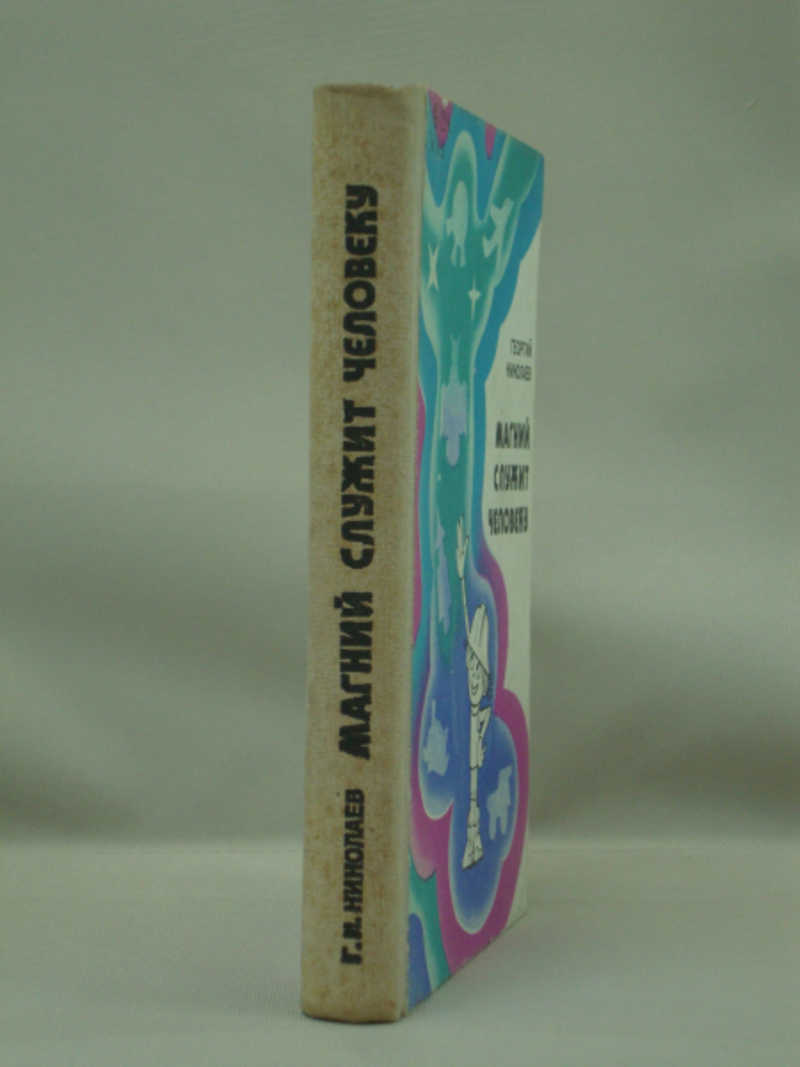 Г.И. НИКОЛАЕВ МАГНИЙ СЛУЖИТ ЧЕЛОВЕКУ
ГЕОРГИЙ
НИКОЛАЕВ
МАГНИЙ
СЛУЖИТ
ЧЕЛОВЕКУ